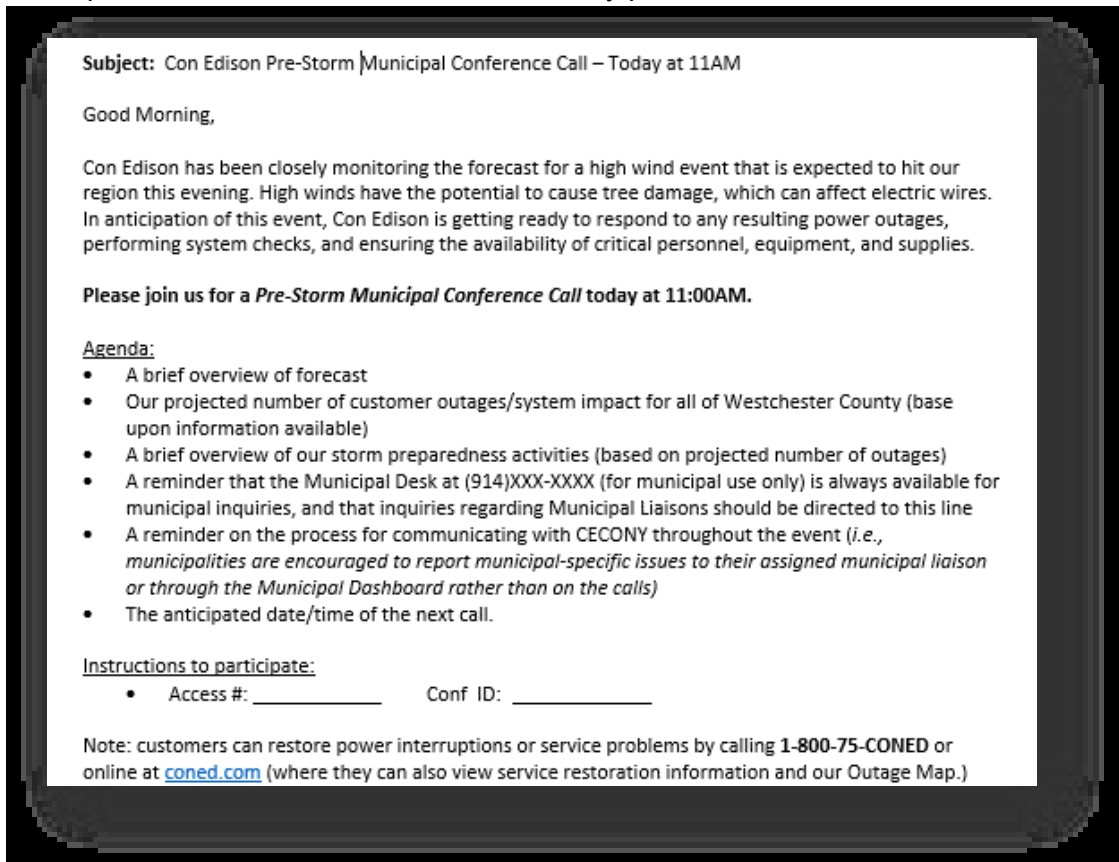 Subject: Con Edison Pre-Storm Municipal Conference Call – Today at 11AM
Good Morning,
Con Edison has been closely monitoring the forecast for a high wind event that is expected to hit our
region this evening. High winds have the potential to cause tree damage, which can affect electric wires.
In anticipation of this event, Con Edison is getting ready to respond to any resulting power outages,
performing system checks, and ensuring the availability of critical personnel, equipment, and supplies.
Please join us for a Pre-Storm Municipal Conference Call today at 11:00AM.
Agenda:
• A brief overview of forecast
• Our projected number of customer outages/system impact for all of Westchester County (base
upon information available)
• A brief overview of our storm preparedness activities (based on projected number of outages)
• A reminder that the Municipal Desk at (914)XXX-XXXX (for municipal use only) is always available for
municipal inquiries, and that inquiries regarding Municipal Liaisons should be directed to this line
• A reminder on the process for communicating with CECONY throughout the event (i.e.,
municipalities are encouraged to report municipal-specific issues to their assigned municipal liaison
or through the Municipal Dashboard rather than on the calls)
• The anticipated date/time of the next call.
Instructions to participate:
• Access #: ____________ Conf ID: _____________
Note: customers can restore power interruptions or service problems by calling 1-800-75-CONED or
online at coned.com (where they can also view service restoration information and our Outage Map.)